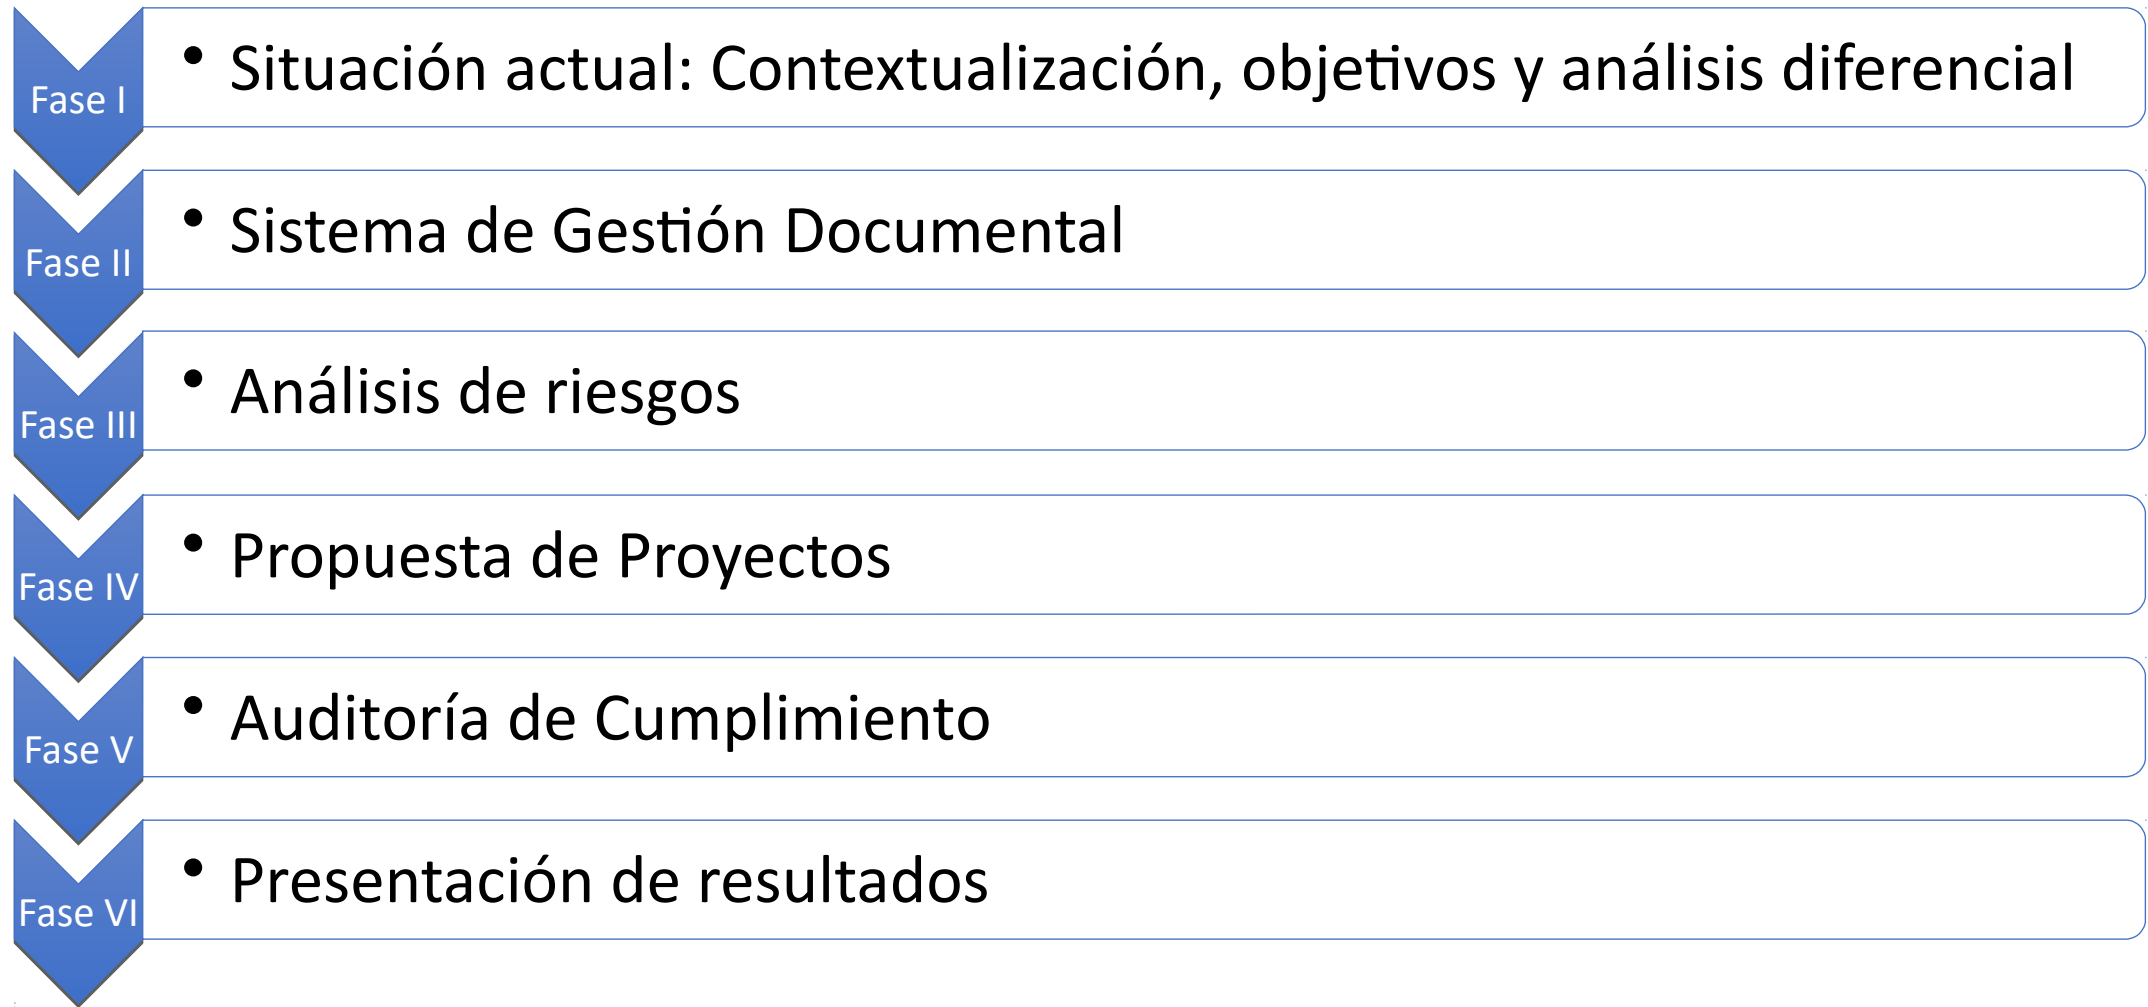 Fase I
• Situación actual: Contextualización, objetivos y análisis diferencial
Fase II
• Sistema de Gestión Documental
Fase III
• Análisis de riesgos
Fase IV
• Propuesta de Proyectos
Fase V
• Auditoría de Cumplimiento
Fase VI
• Presentación de resultados